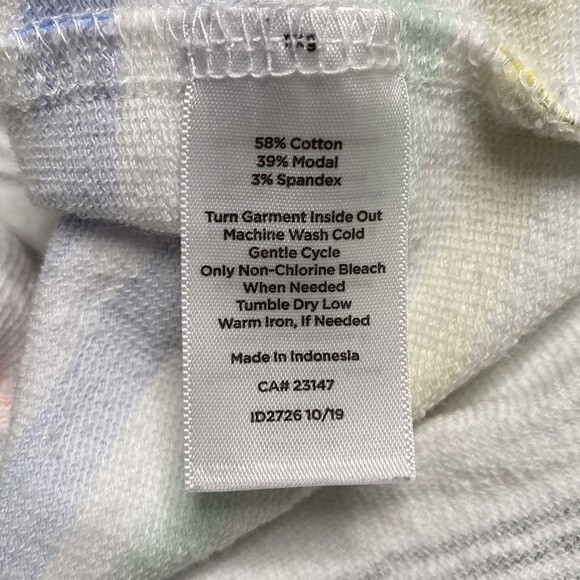 58% Cotton
39% Modal
3% Spandex
Turn Garment Inside Out
Machine Wash Cold
Gentle Cycle
Only Non-Chlorine Bleach
When Needed
Tumble Dry Low
Warm Iron, If Needed
Made In Indonesia
CA# 23147
ID2726 10/19